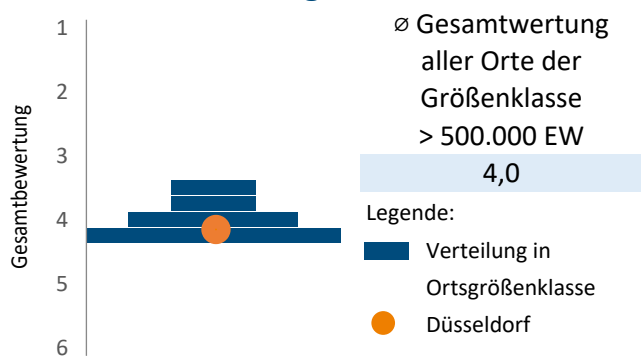 Gesamtbewertung
1
2
3
4
5
6
⌀ Gesamtwertung
aller Orte der
Größenklasse
> 500.000 EW
4,0
Legende:
Verteilung in
Ortsgrößenklasse
Düsseldorf